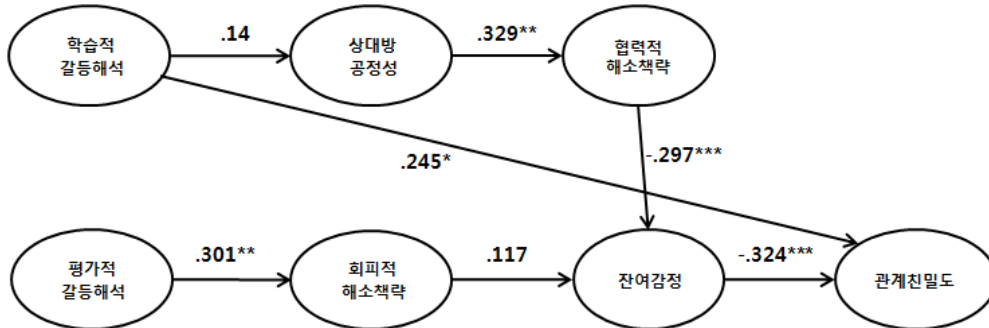 학습적
갈등해석
.14
상대방
공정성
.329**
협력적
해소책략
.245*
-.297***
평가적
갈등해석
.301**
회피적
해소책략
.117
잔여감정
-.324***
관계친밀도